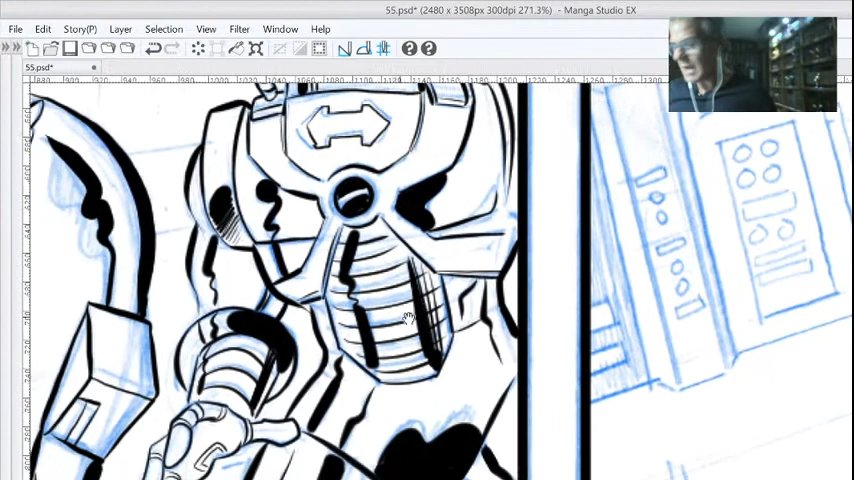 55.psd* (2480 x 3508px 300dpi 271.3%) - Manga Studio EX
File Edit Story(P) Layer Selection View Filter Window Help
55.psd*
880 900 920 940 960 980 1000 1020 1040 1060 1080 1100 1120 1140 1160 1180 1200 1220 1240 1260 1280 1300